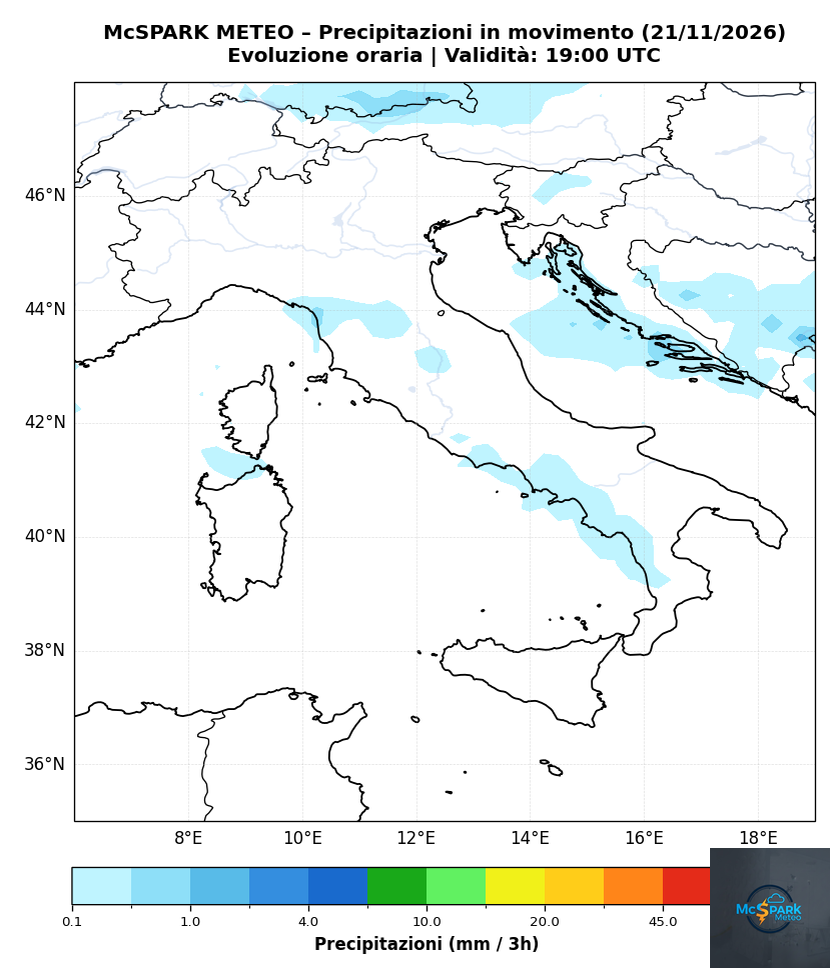 McSPARK METEO – Precipitazioni in movimento (21/11/2026)
Evoluzione oraria | Validità: 19:00 UTC
46°N
44°N
42°N
40°N
38°N
36°N
8°E 10°E 12°E 14°E 16°E 18°E
0.1 1.0 4.0 10.0 20.0 45.0
Precipitazioni (mm / 3h)
McSPARK
Meteo